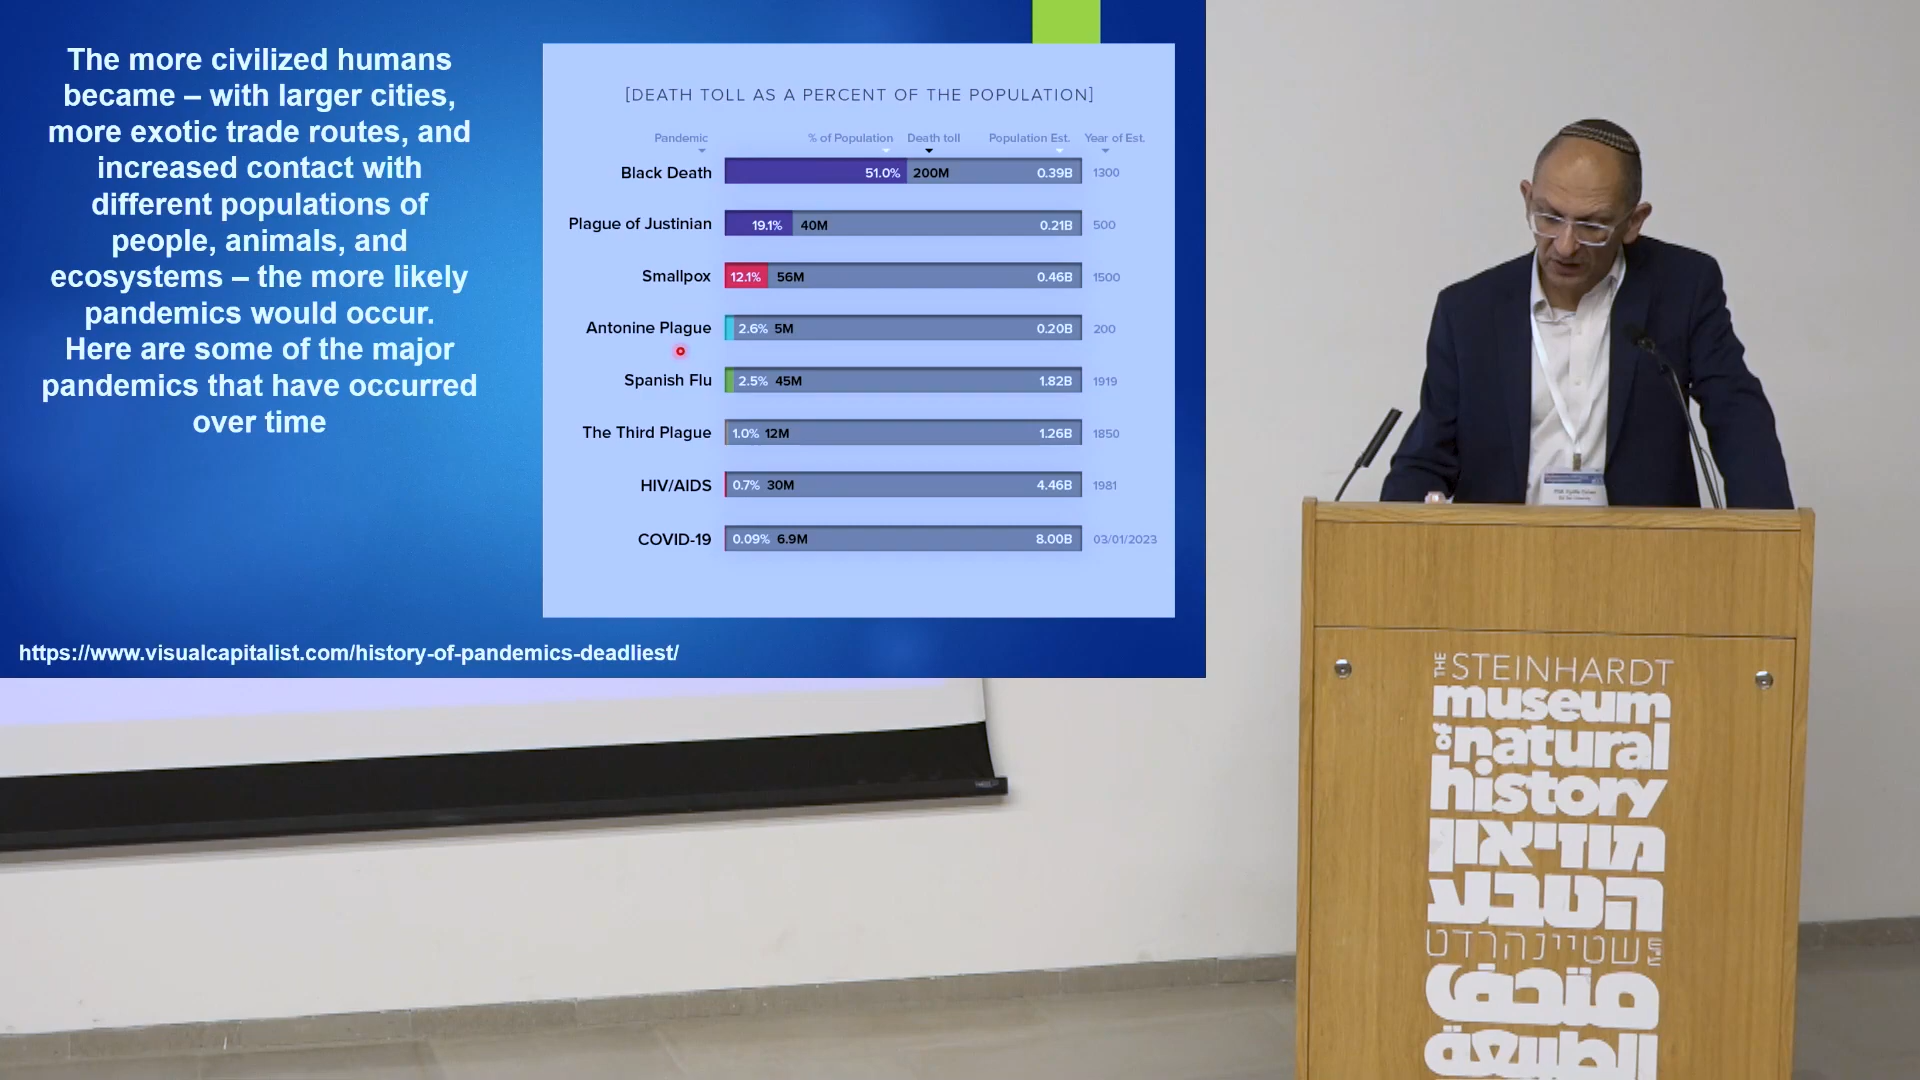 The more civilized humans
became – with larger cities,
more exotic trade routes, and
increased contact with
different populations of
people, animals, and
ecosystems – the more likely
pandemics would occur.
Here are some of the major
pandemics that have occurred
over time
[DEATH TOLL AS A PERCENT OF THE POPULATION]
Pandemic % of Population Death toll Population Est. Year of Est.
Black Death 51.0% 200M 0.39B 1300
Plague of Justinian 19.1% 40M 0.21B 500
Smallpox 12.1% 56M 0.46B 1500
Antonine Plague 2.6% 5M 0.20B 200
Spanish Flu 2.5% 45M 1.82B 1919
The Third Plague 1.0% 12M 1.26B 1850
HIV/AIDS 0.7% 30M 4.46B 1981
COVID-19 0.09% 6.9M 8.00B 03/01/2023
https://www.visualcapitalist.com/history-of-pandemics-deadliest/
THE STEINHARDT
museum
of natural
history
מוזיאון
הטבע
ע״ש שטיינהרדט
متحف
الطبيعة